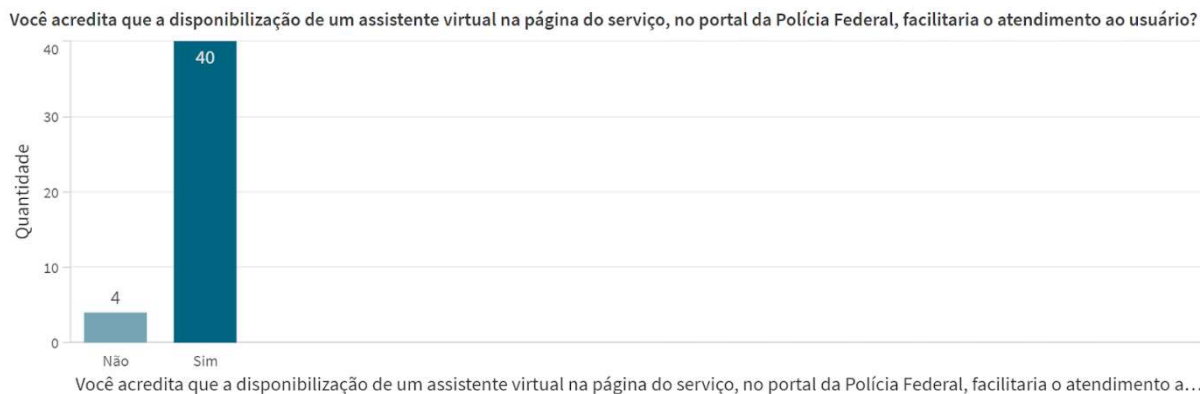 Você acredita que a disponibilização de um assistente virtual na página do serviço, no portal da Polícia Federal, facilitaria o atendimento ao usuário?
40
40
30
Quantidade
20
10
4
0
Não
Sim
Você acredita que a disponibilização de um assistente virtual na página do serviço, no portal da Polícia Federal, facilitaria o atendimento a...